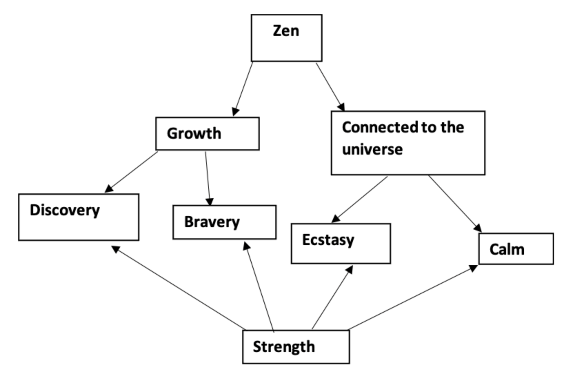 Zen
Growth
Connected to the
universe
Discovery
Bravery
Ecstasy
Calm
Strength